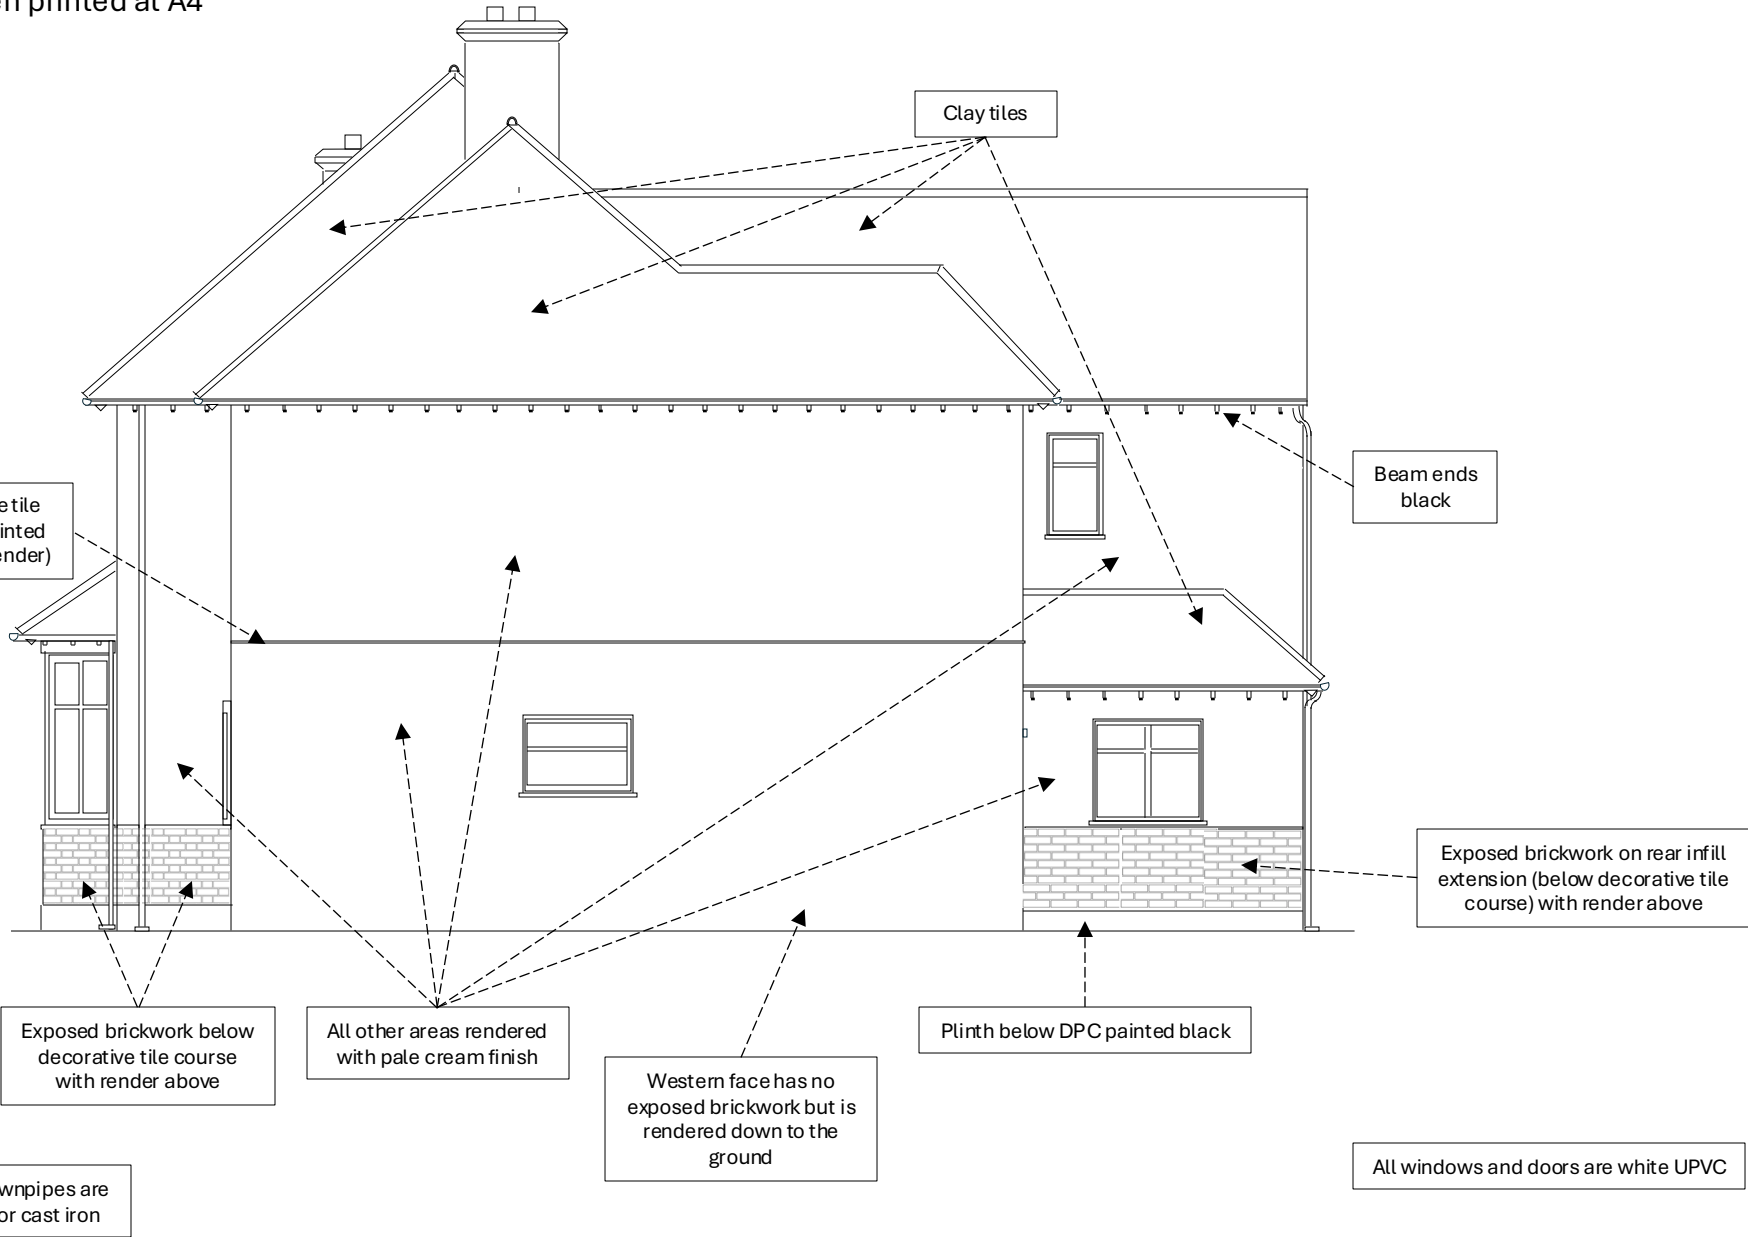 printed at A4
Clay tiles
Beam ends
black
tile
Exposed brickwork on rear infill
extension (below decorative tile
course) with render above
Exposed brickwork below
decorative tile course
with render above
All other areas rendered
with pale cream finish
Western face has no
exposed brickwork but is
rendered down to the
ground
Plinth below DPC painted black
All windows and doors are white UPVC
are
or cast iron